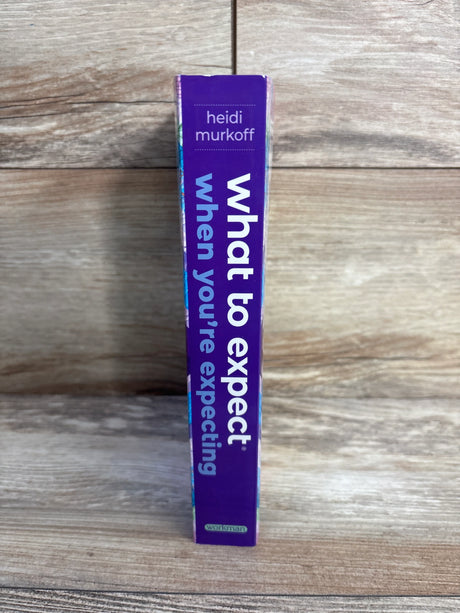 heidi
murkoff
what to expect®
when you're expecting
workman